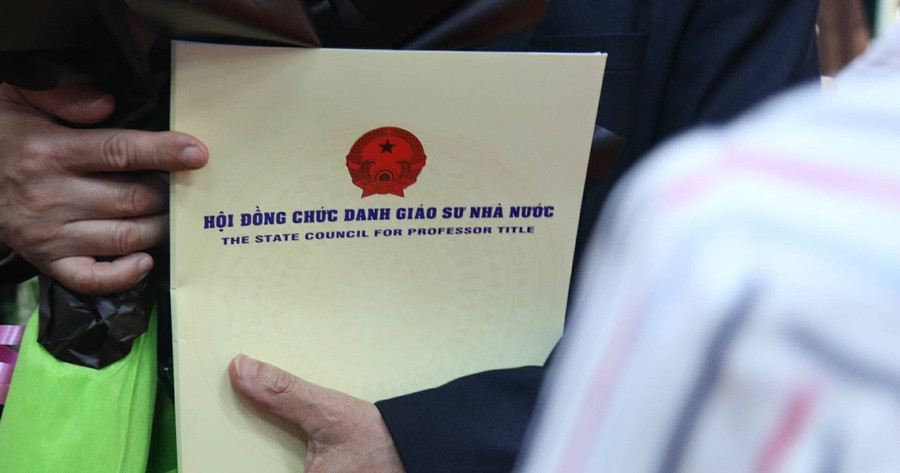 HỘI ĐỒNG CHỨC DANH GIÁO SƯ NHÀ NƯỚC
THE STATE COUNCIL FOR PROFESSOR TITLE